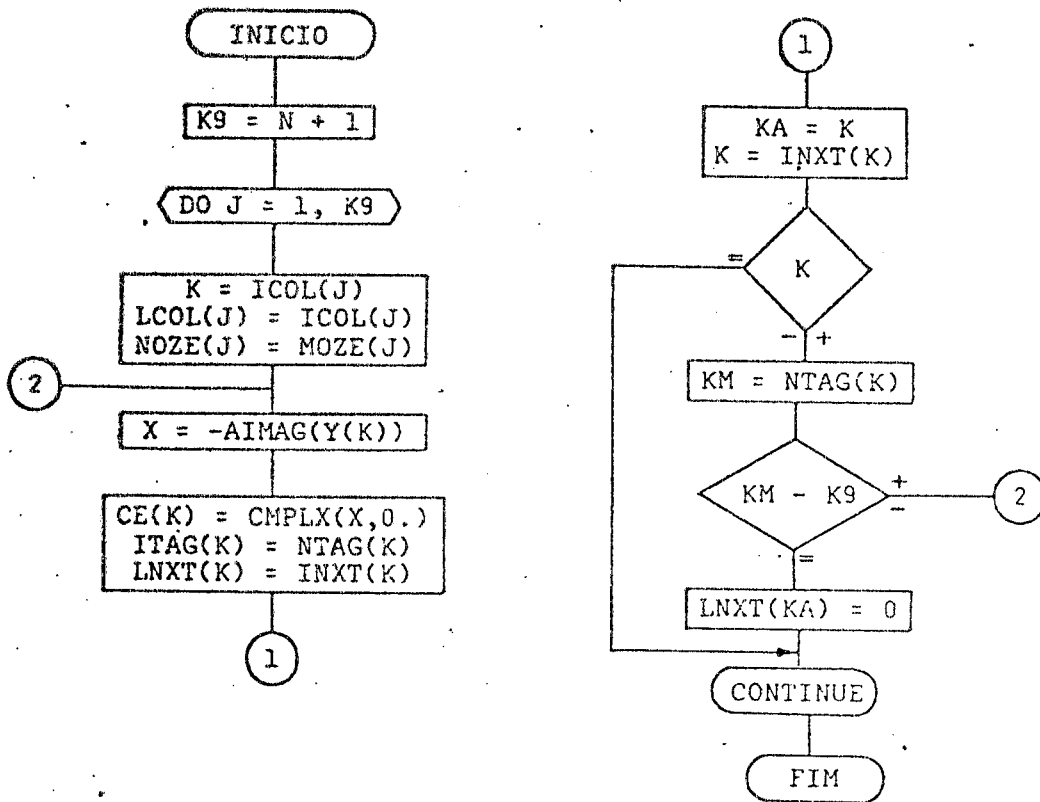 INICIO
K9 = N + 1
DO J = 1, K9
K = ICOL(J)
LCOL(J) = ICOL(J)
NOZE(J) = MOZE(J)
2
X = -AIMAG(Y(K))
CE(K) = CMPLX(X,0.)
ITAG(K) = NTAG(K)
LNXT(K) = INXT(K)
1
1
KA = K
K = INXT(K)
=
K
- +
KM = NTAG(K)
KM - K9
+
-
2
=
LNXT(KA) = 0
CONTINUE
FIM